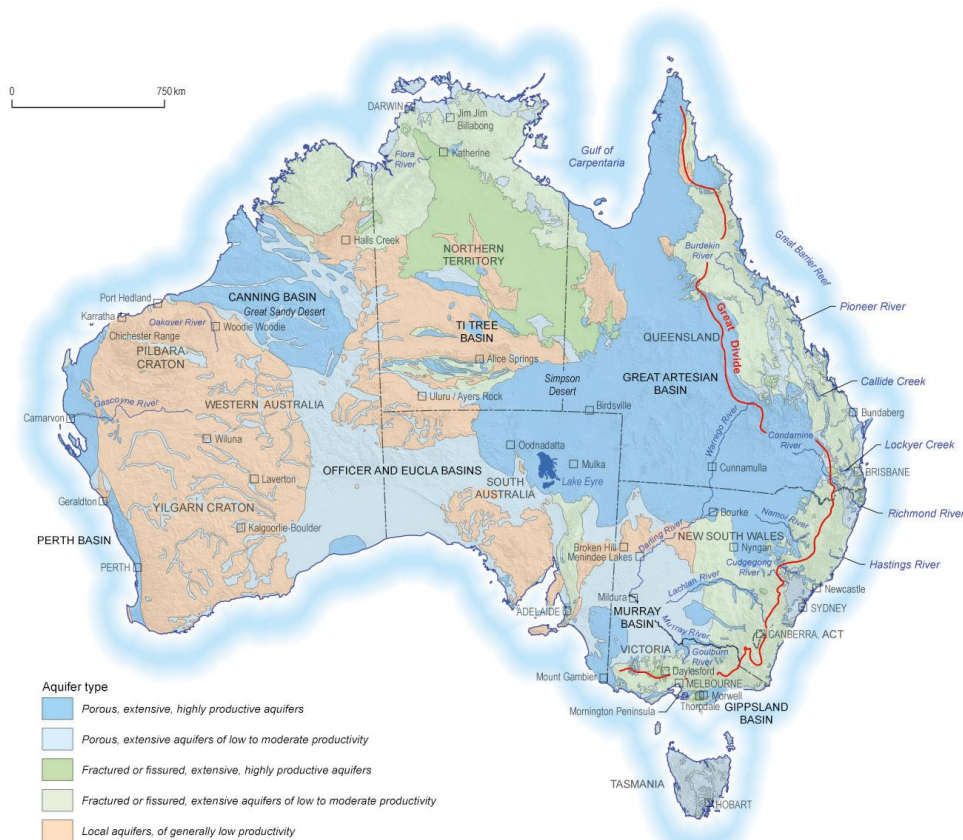 0
750 km
DARWIN
Jim Jim
Billabong
Flora
River
Katherine
Gulf of
Carpentaria
Halls Creek
NORTHERN
TERRITORY
Burdekin
River
Great Barrier Reef
Port Hedland
CANNING BASIN
Great Sandy Desert
Karratha
Oakover River
Woodie Woodie
Chichester Range
PILBARA
CRATON
TI TREE
BASIN
Alice Springs
QUEENSLAND
Great Divide
Pioneer River
Simpson
Desert
GREAT ARTESIAN
BASIN
Gascoyne River
WESTERN AUSTRALIA
Uluru / Ayers Rock
Birdsville
Warrego River
Callide Creek
Bundaberg
Carnarvon
Wiluna
Oodnadatta
Condamine
River
Lockyer Creek
OFFICER AND EUCLA BASINS
Mulka
Cunnamulla
BRISBANE
Laverton
SOUTH
AUSTRALIA
Lake Eyre
Geraldton
YILGARN CRATON
Bourke
Namoi River
Richmond River
Kalgoorlie-Boulder
PERTH BASIN
Broken Hill
Darling River
NEW SOUTH WALES
Menindee Lakes
Nyngan
Cudgegong
River
Hastings River
PERTH
Lachlan River
Newcastle
Mildura
SYDNEY
ADELAIDE
MURRAY
BASIN
Murray River
CANBERRA, ACT
VICTORIA
Goulburn
River
Daylesford
Mount Gambier
MELBOURNE
Morwell
Thorpdale
Mornington Peninsula
GIPPSLAND
BASIN
TASMANIA
HOBART
Aquifer type
Porous, extensive, highly productive aquifers
Porous, extensive aquifers of low to moderate productivity
Fractured or fissured, extensive, highly productive aquifers
Fractured or fissured, extensive aquifers of low to moderate productivity
Local aquifers, of generally low productivity